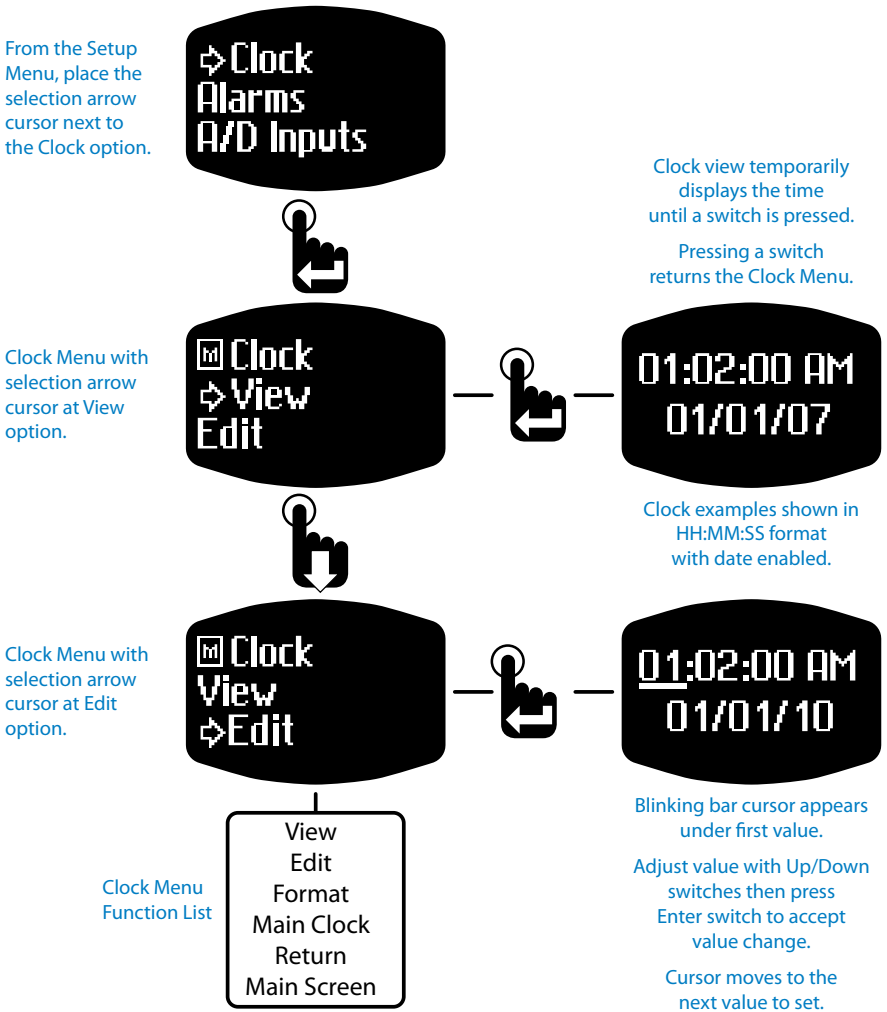 From the Setup
Menu, place the
selection arrow
cursor next to
the Clock option.
Clock
Alarms
A/D Inputs
Clock view temporarily
displays the time
until a switch is pressed.
Pressing a switch
returns the Clock Menu.
Clock Menu with
selection arrow
cursor at View
option.
M Clock
View
Edit
01:02:00 AM
01/01/07
Clock examples shown in
HH:MM:SS format
with date enabled.
Clock Menu with
selection arrow
cursor at Edit
option.
M Clock
View
Edit
01:02:00 AM
01/01/10
Blinking bar cursor appears
under first value.
Adjust value with Up/Down
switches then press
Enter switch to accept
value change.
Cursor moves to the
next value to set.
Clock Menu
Function List
View
Edit
Format
Main Clock
Return
Main Screen